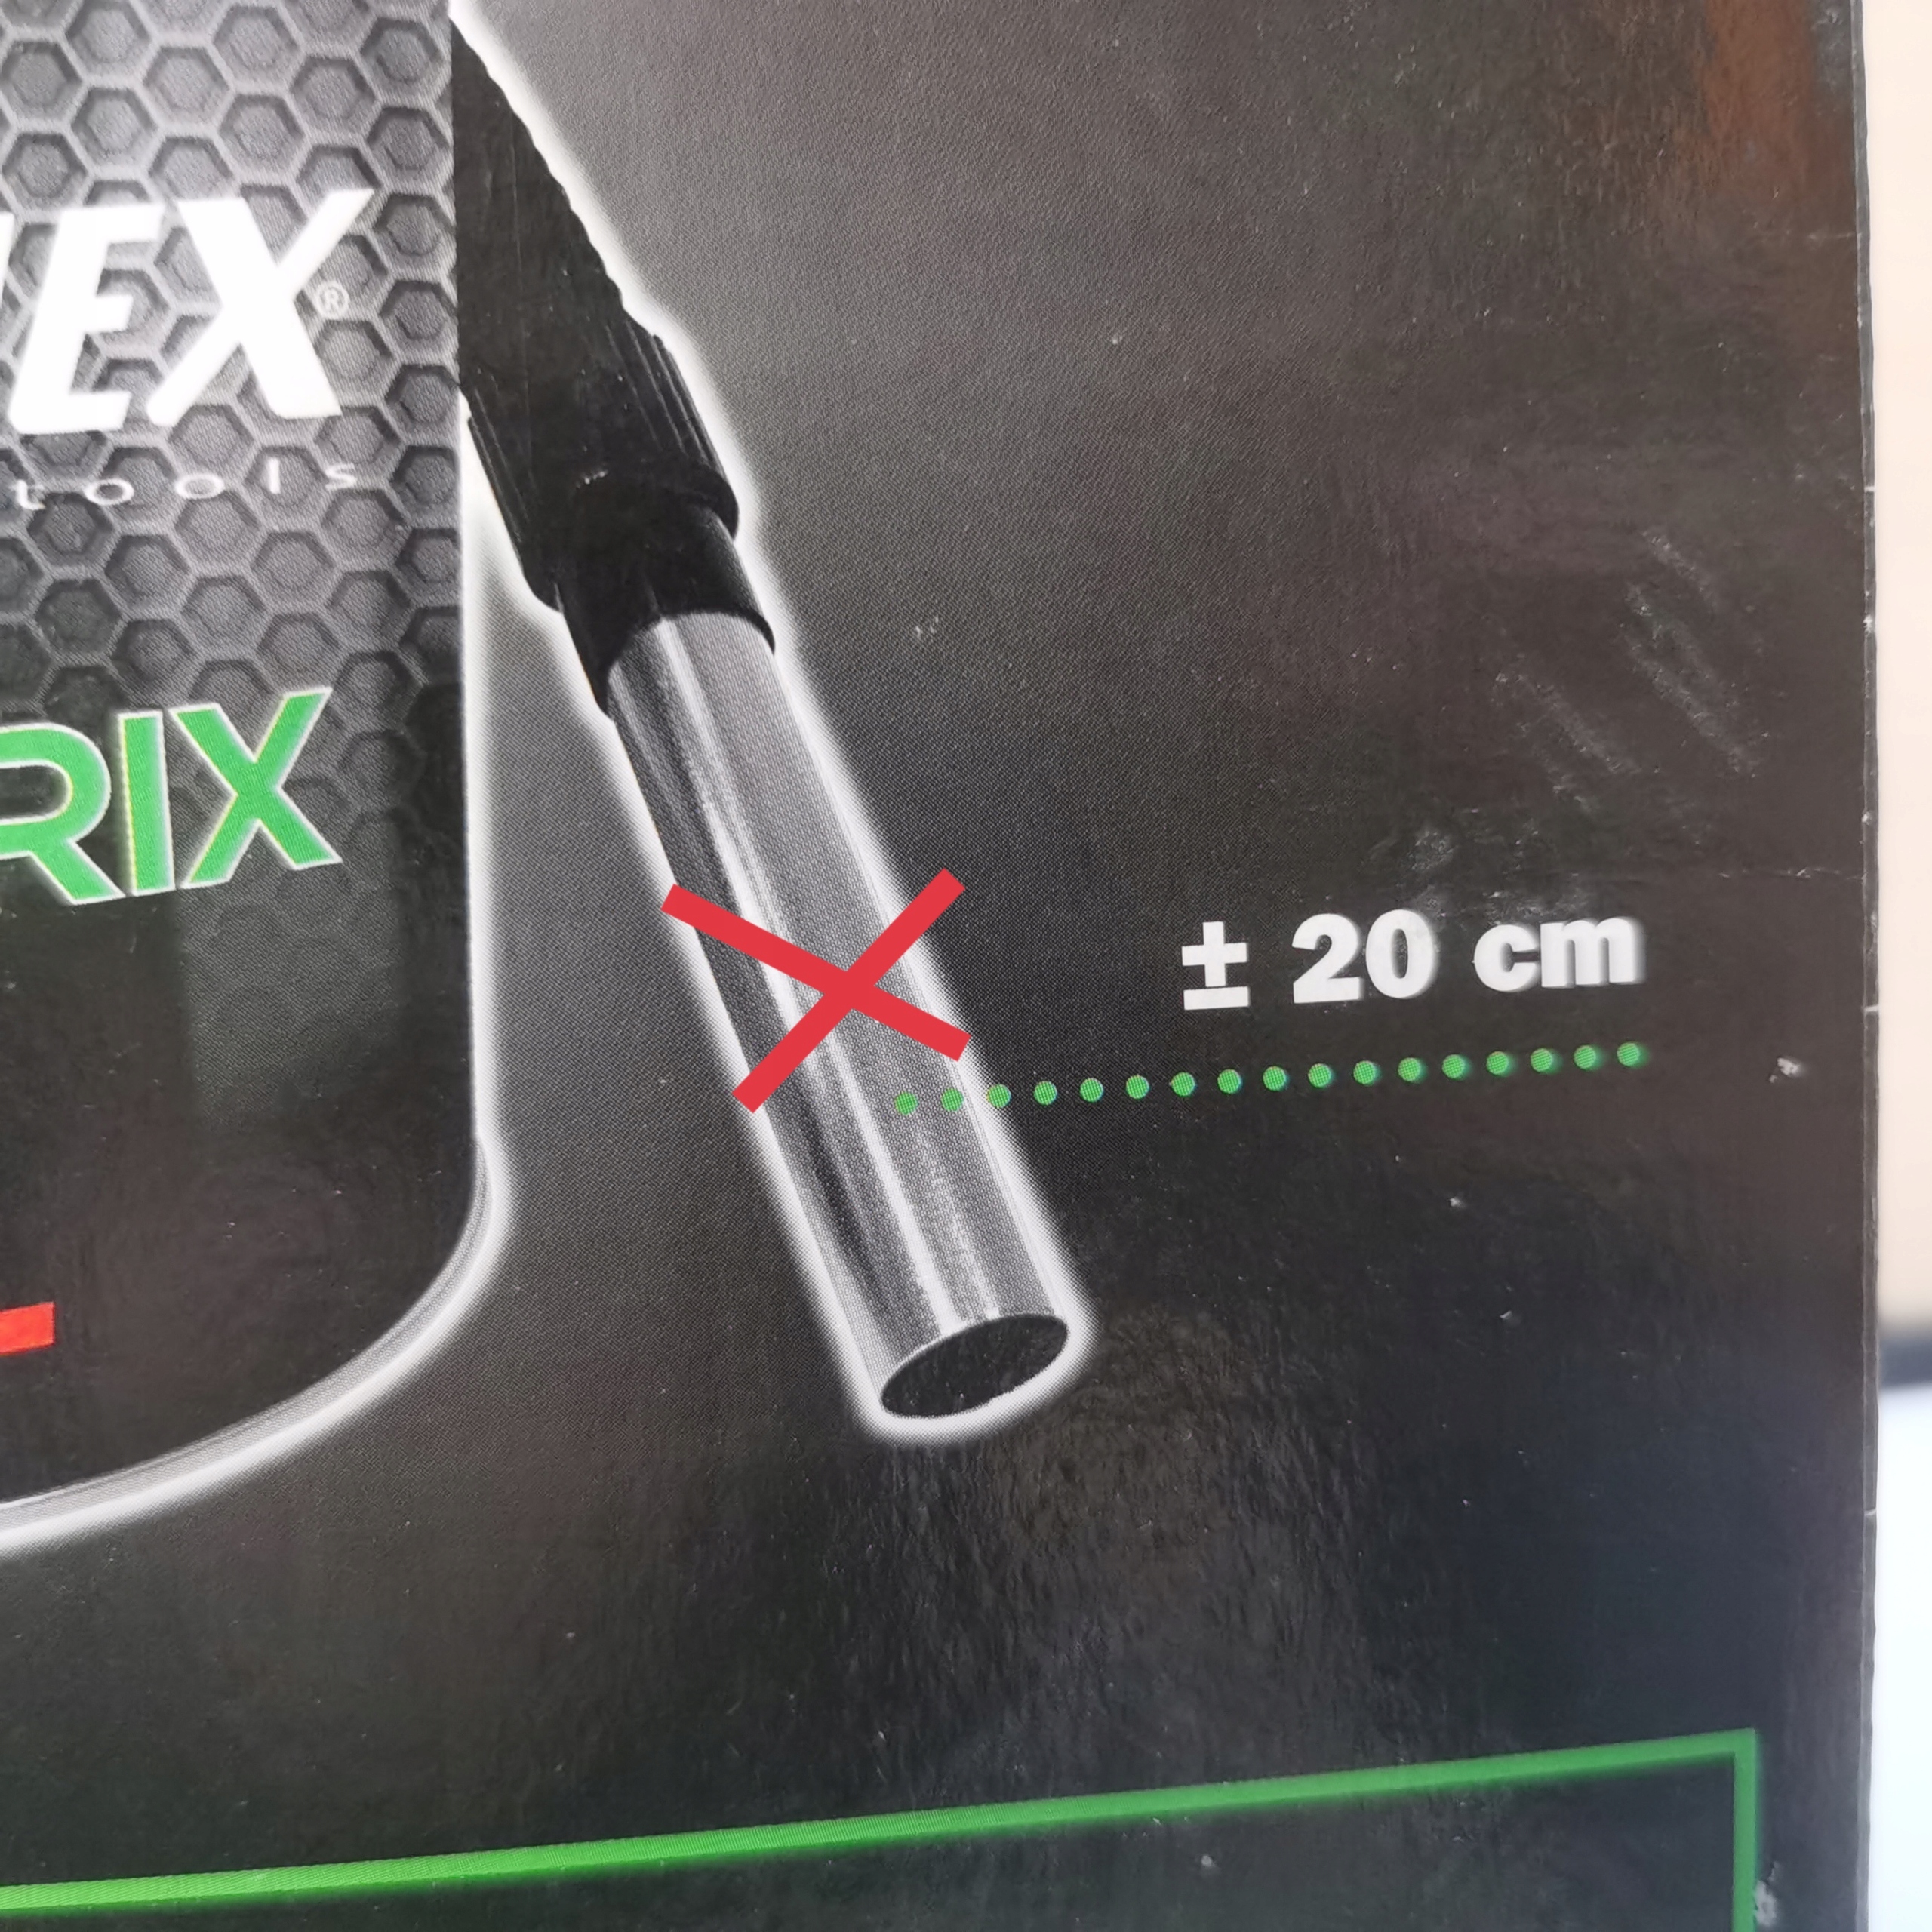 EX®
tools
RIX
± 20 cm